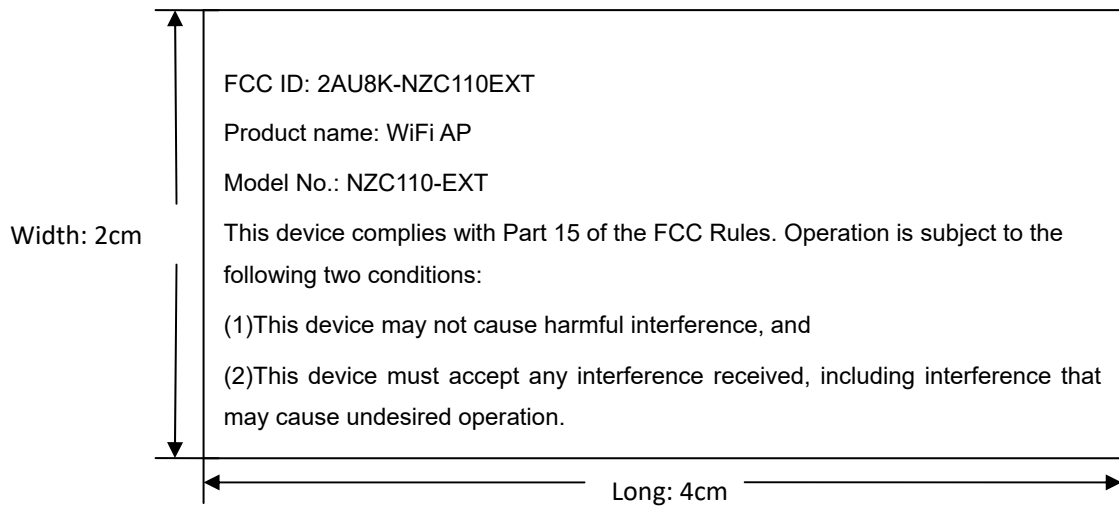 FCC ID: 2AU8K-NZC110EXT
Product name: WiFi AP
Model No.: NZC110-EXT
Width: 2cm
This device complies with Part 15 of the FCC Rules. Operation is subject to the
following two conditions:
(1)This device may not cause harmful interference, and
(2)This device must accept any interference received, including interference that
may cause undesired operation.
Long: 4cm